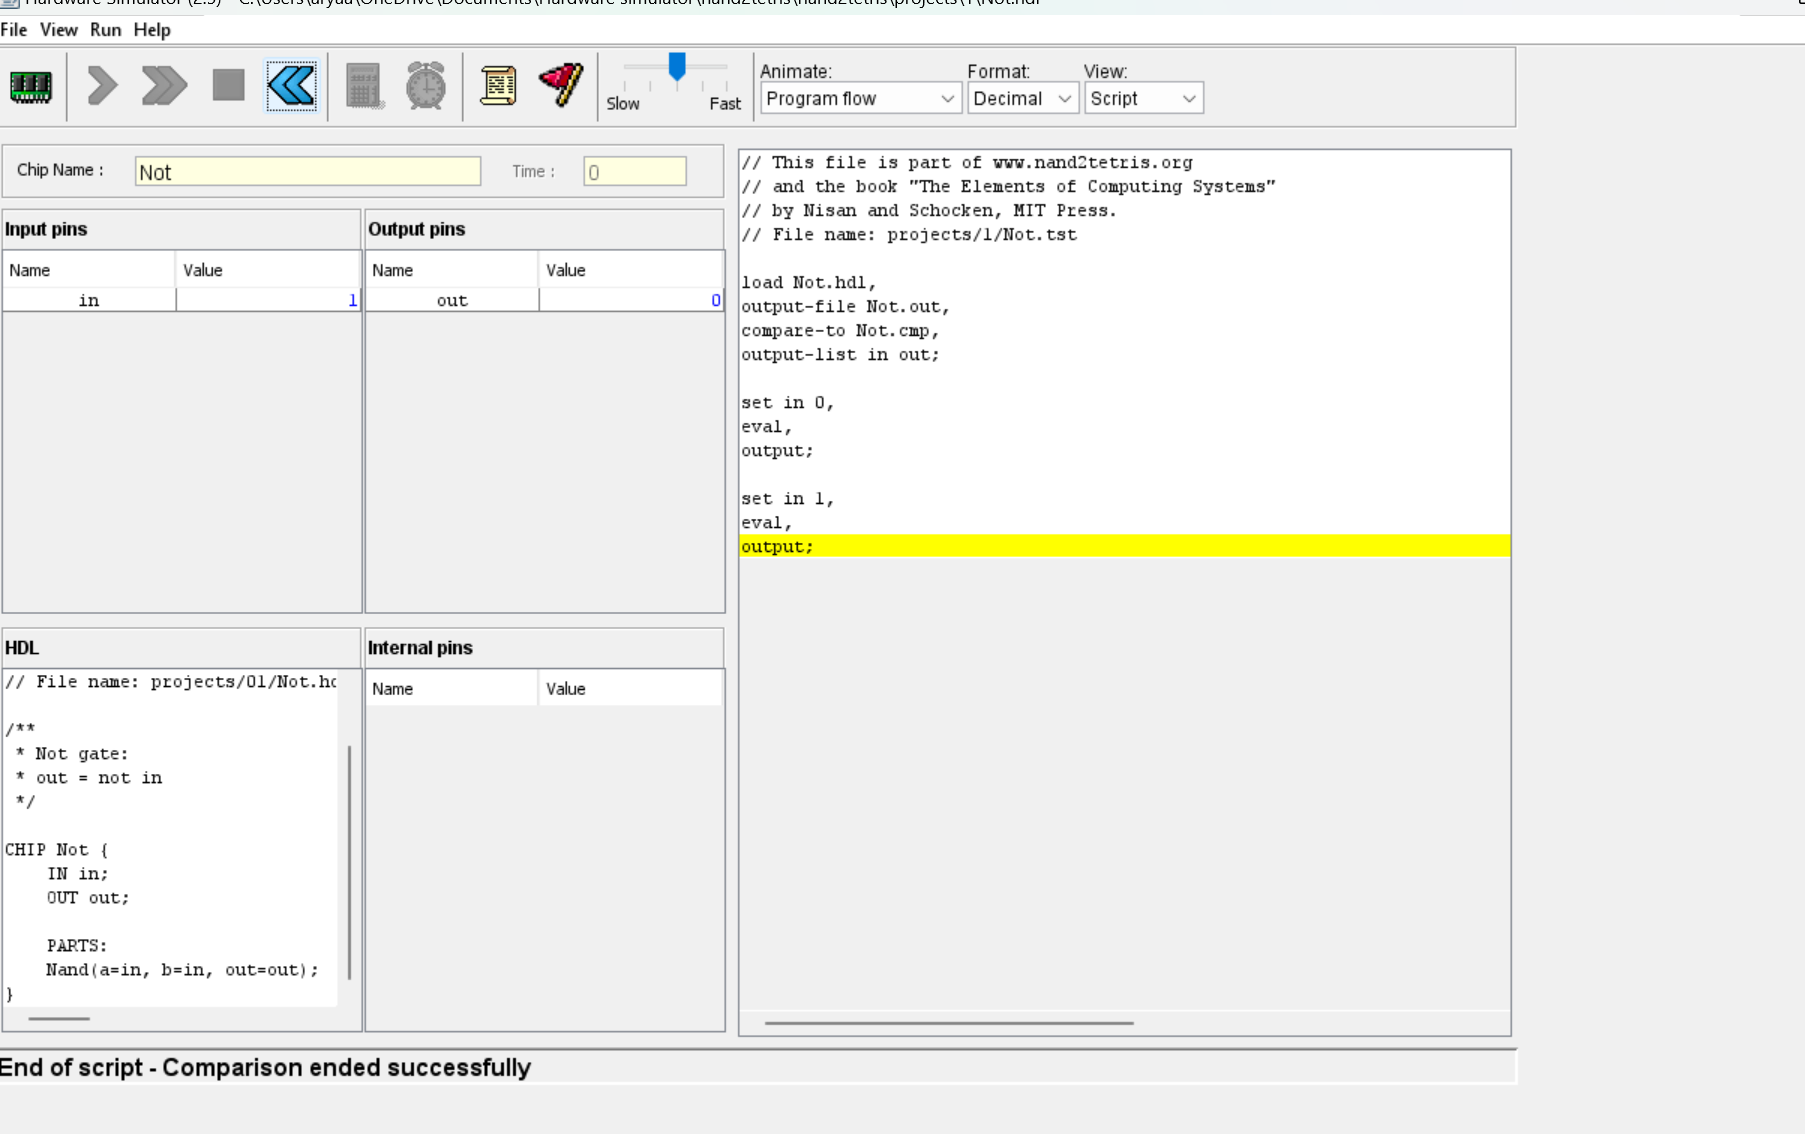 Hardware Simulator (2.5) - C:\Users\aryaa\OneDrive\Documents\Hardware simulator\nand2tetris\nand2tetris\projects\1\Not.hdl
File View Run Help
Slow Fast
Animate: Format: View:
Program flow Decimal Script
Chip Name : Not Time : 0
Input pins
Name Value
in 1
Output pins
Name Value
out 0
HDL
// File name: projects/01/Not.hd
/**
* Not gate:
* out = not in
*/
CHIP Not {
IN in;
OUT out;
PARTS:
Nand(a=in, b=in, out=out);
}
Internal pins
Name Value
// This file is part of www.nand2tetris.org
// and the book "The Elements of Computing Systems"
// by Nisan and Schocken, MIT Press.
// File name: projects/1/Not.tst
load Not.hdl,
output-file Not.out,
compare-to Not.cmp,
output-list in out;
set in 0,
eval,
output;
set in 1,
eval,
output;
End of script - Comparison ended successfully